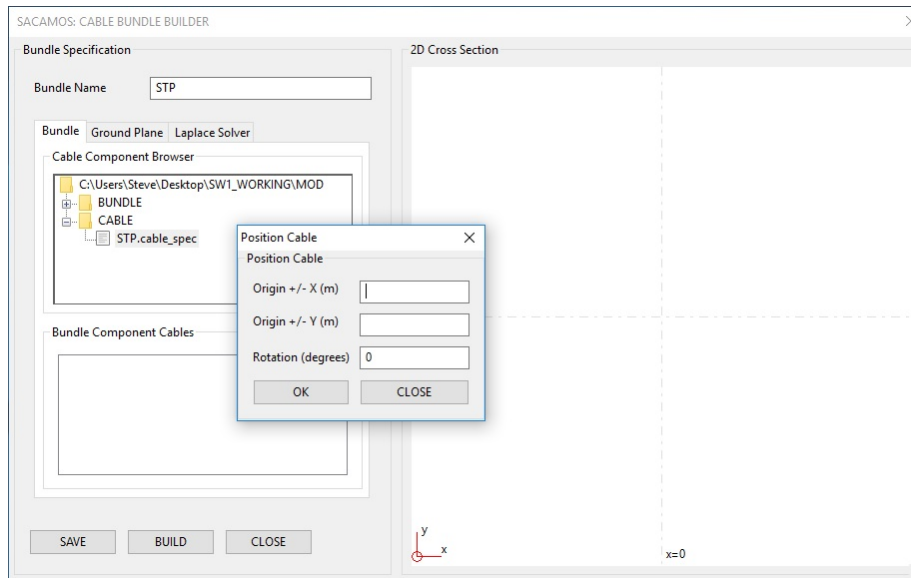 SACAMOS: CABLE BUNDLE BUILDER
Bundle Specification
Bundle Name
STP
Bundle
Ground Plane
Laplace Solver
Cable Component Browser
C:\Users\Steve\Desktop\SW1_WORKING\MOD
BUNDLE
CABLE
STP.cable_spec
Bundle Component Cables
SAVE
BUILD
CLOSE
Position Cable
Position Cable
Origin +/- X (m)
Origin +/- Y (m)
Rotation (degrees)
0
OK
CLOSE
2D Cross Section
y
x
x=0